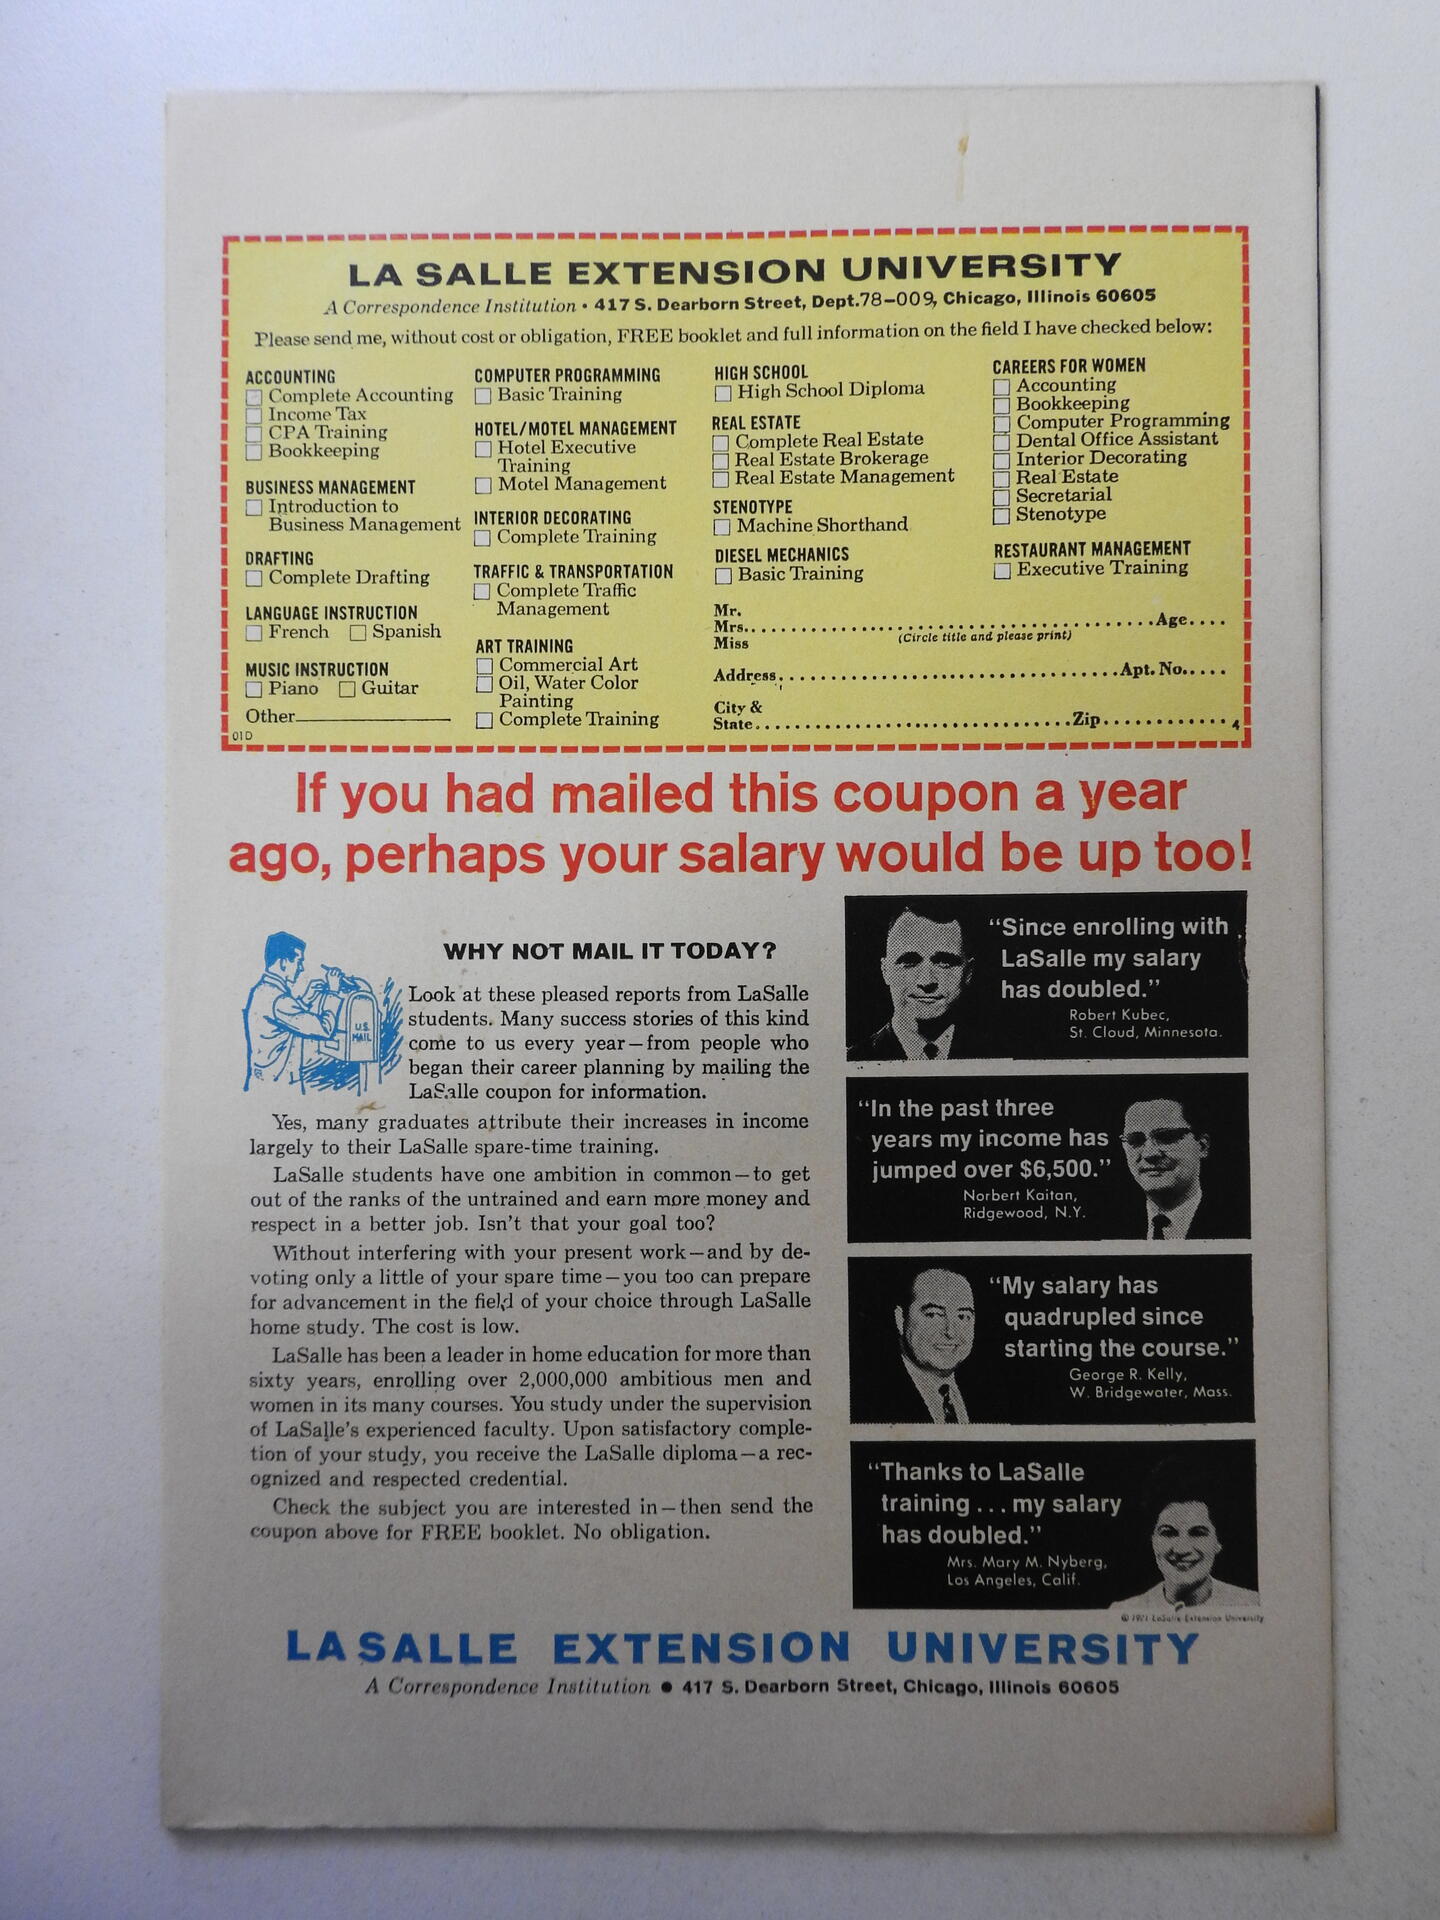 LA SALLE EXTENSION UNIVERSITY
A Correspondence Institution • 417 S. Dearborn Street, Dept.78-009, Chicago, Illinois 60605
Please send me, without cost or obligation, FREE booklet and full information on the field I have checked below:
ACCOUNTING
Complete Accounting
Income Tax
CPA Training
Bookkeeping
BUSINESS MANAGEMENT
Introduction to
Business Management
DRAFTING
Complete Drafting
LANGUAGE INSTRUCTION
French Spanish
MUSIC INSTRUCTION
Piano Guitar
Other
01D
COMPUTER PROGRAMMING
Basic Training
HOTEL/MOTEL MANAGEMENT
Hotel Executive
Training
Motel Management
INTERIOR DECORATING
Complete Training
TRAFFIC & TRANSPORTATION
Complete Traffic
Management
ART TRAINING
Commercial Art
Oil, Water Color
Painting
Complete Training
HIGH SCHOOL
High School Diploma
REAL ESTATE
Complete Real Estate
Real Estate Brokerage
Real Estate Management
STENOTYPE
Machine Shorthand
DIESEL MECHANICS
Basic Training
CAREERS FOR WOMEN
Accounting
Bookkeeping
Computer Programming
Dental Office Assistant
Interior Decorating
Real Estate
Secretarial
Stenotype
RESTAURANT MANAGEMENT
Executive Training
Mr.
Mrs. Age
(Circle title and please print)
Miss
Address Apt. No.
City &
State Zip 4
If you had mailed this coupon a year
ago, perhaps your salary would be up too!
WHY NOT MAIL IT TODAY?
U.S.
MAIL
Look at these pleased reports from LaSalle
students. Many success stories of this kind
come to us every year—from people who
began their career planning by mailing the
LaSalle coupon for information.
Yes, many graduates attribute their increases in income
largely to their LaSalle spare-time training.
LaSalle students have one ambition in common—to get
out of the ranks of the untrained and earn more money and
respect in a better job. Isn't that your goal too?
Without interfering with your present work—and by de-
voting only a little of your spare time—you too can prepare
for advancement in the field of your choice through LaSalle
home study. The cost is low.
LaSalle has been a leader in home education for more than
sixty years, enrolling over 2,000,000 ambitious men and
women in its many courses. You study under the supervision
of LaSalle's experienced faculty. Upon satisfactory comple-
tion of your study, you receive the LaSalle diploma—a rec-
ognized and respected credential.
Check the subject you are interested in—then send the
coupon above for FREE booklet. No obligation.
“Since enrolling with
LaSalle my salary
has doubled.”
Robert Kubec,
St. Cloud, Minnesota.
“In the past three
years my income has
jumped over $6,500.”
Norbert Kaitan,
Ridgewood, N.Y.
“My salary has
quadrupled since
starting the course.”
George R. Kelly,
W. Bridgewater, Mass.
“Thanks to LaSalle
training . . . my salary
has doubled.”
Mrs. Mary M. Nyberg,
Los Angeles, Calif.
© 1971 LaSalle Extension University
LA SALLE EXTENSION UNIVERSITY
A Correspondence Institution • 417 S. Dearborn Street, Chicago, Illinois 60605